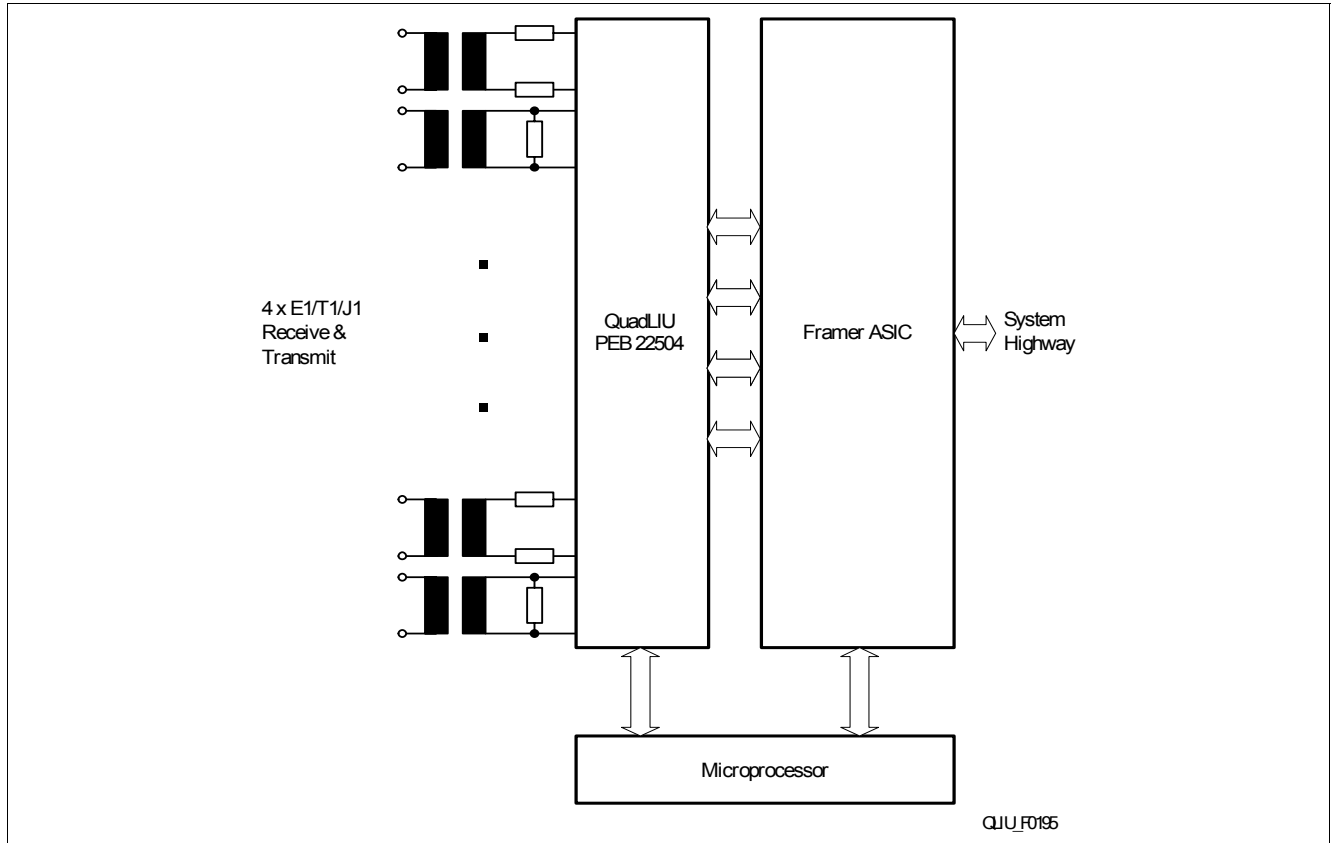 4 x E1/T1/J1
Receive &
Transmit
QuadLIU
PEB 22504
Framer ASIC
System
Highway
Microprocessor
QLIU_F0195